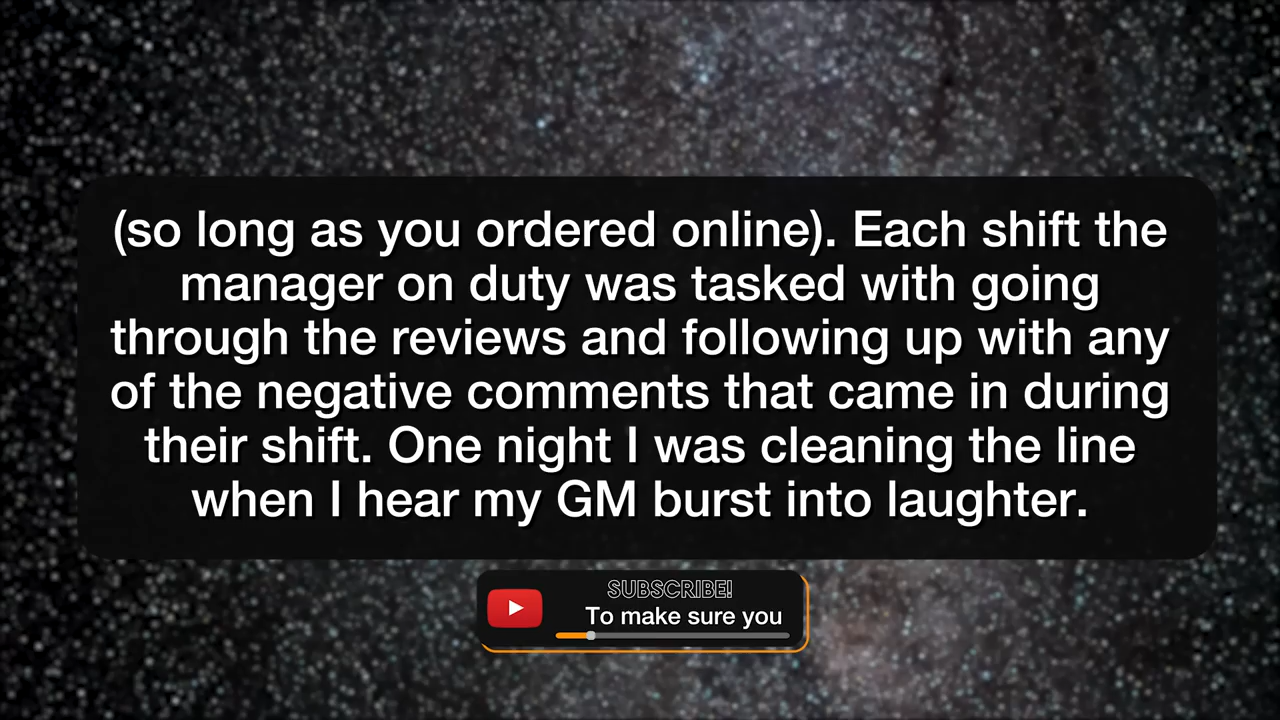 (so long as you ordered online). Each shift the
manager on duty was tasked with going
through the reviews and following up with any
of the negative comments that came in during
their shift. One night I was cleaning the line
when I hear my GM burst into laughter.
SUBSCRIBE!
To make sure you